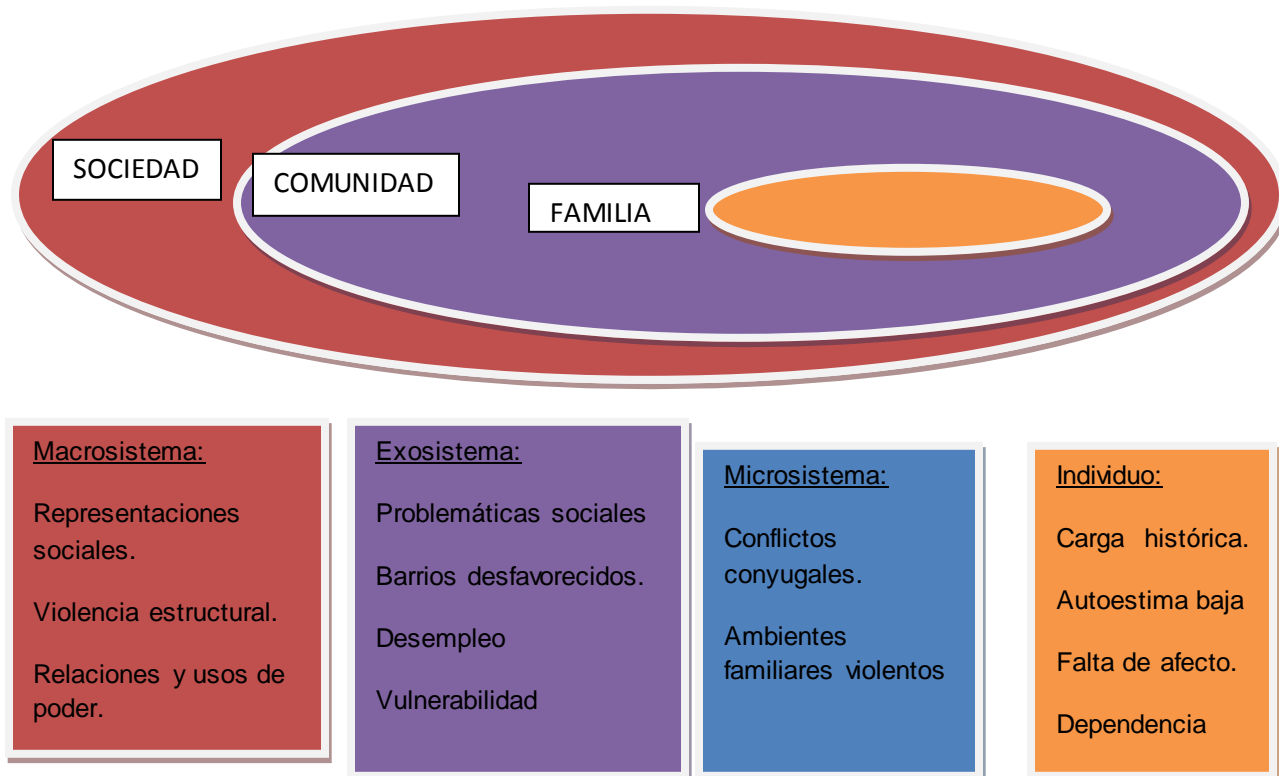 SOCIEDAD
COMUNIDAD
FAMILIA
Macrosistema:
Representaciones
sociales.
Violencia estructural.
Relaciones y usos de
poder.
Exosistema:
Problemáticas sociales
Barrios desfavorecidos.
Desempleo
Vulnerabilidad
Microsistema:
Conflictos
conyugales.
Ambientes
familiares violentos
Individuo:
Carga histórica.
Autoestima baja
Falta de afecto.
Dependencia